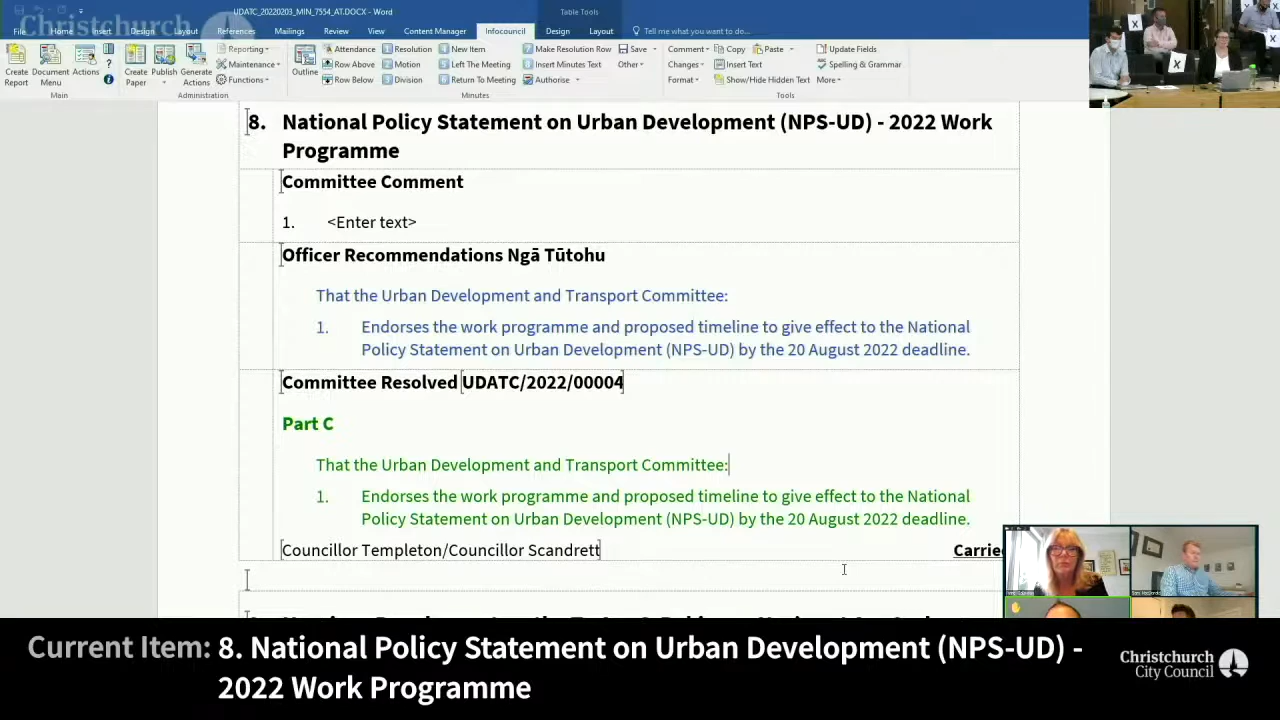 UDATC_20220203_MIN_7554_AT.DOCX - Word
Table Tools
Christchurch
File Home Insert Design Layout References Mailings Review View Content Manager Infocouncil Design Layout Tell me what you want to do...
Create Report
Document Menu
Actions
Main
Create Paper
Publish
Generate Actions
Reporting
Maintenance
Functions
Administration
Outline
Attendance
Row Above
Row Below
Resolution
Motion
Division
New Item
Left The Meeting
Return To Meeting
Make Resolution Row
Insert Minutes Text
Authorise
Save
Other
Minutes
Comment
Changes
Format
Copy
Paste
Insert Text
Show/Hide Hidden Text
Update Fields
Spelling & Grammar
More
Tools
X
X
X
8. National Policy Statement on Urban Development (NPS-UD) - 2022 Work
Programme
Committee Comment
1. <Enter text>
Officer Recommendations Ngā Tūtohu
That the Urban Development and Transport Committee:
1. Endorses the work programme and proposed timeline to give effect to the National
Policy Statement on Urban Development (NPS-UD) by the 20 August 2022 deadline.
Committee Resolved UDATC/2022/00004
Part C
That the Urban Development and Transport Committee:
1. Endorses the work programme and proposed timeline to give effect to the National
Policy Statement on Urban Development (NPS-UD) by the 20 August 2022 deadline.
Councillor Templeton/Councillor Scandrett Carrie
Current Item: 8. National Policy Statement on Urban Development (NPS-UD) -
2022 Work Programme
Christchurch
City Council